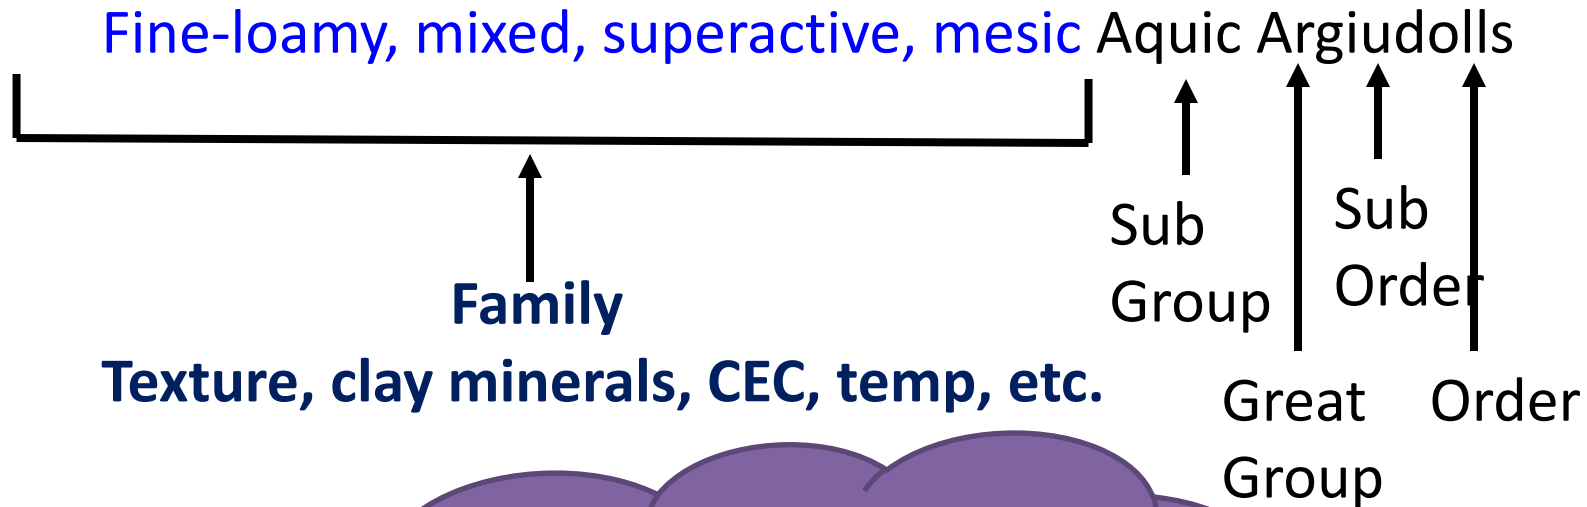 Fine-loamy, mixed, superactive, mesic Aquic Argiudolls
Sub
Group
Sub
Order
Family
Texture, clay minerals, CEC, temp, etc.
Great
Group
Order